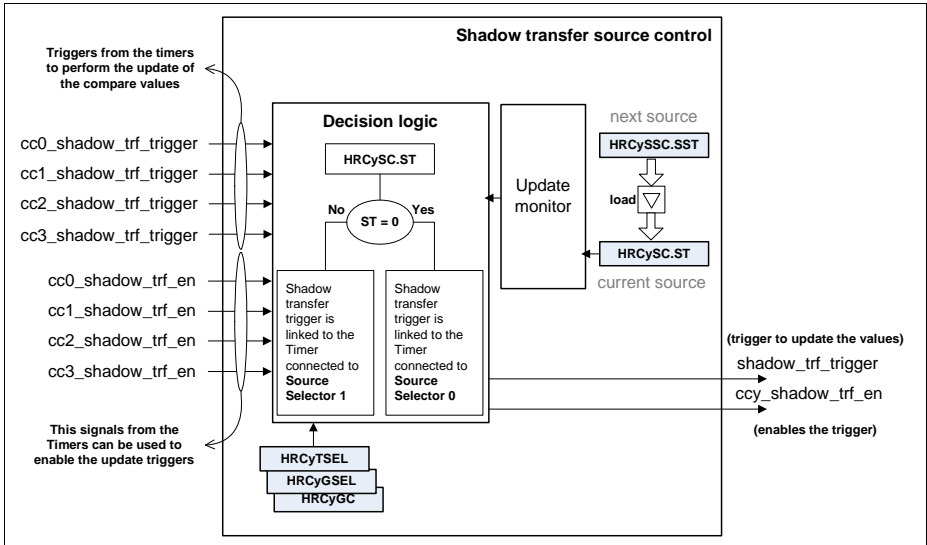 Shadow transfer source control
Triggers from the timers
to perform the update of
the compare values
cc0_shadow_trf_trigger
cc1_shadow_trf_trigger
cc2_shadow_trf_trigger
cc3_shadow_trf_trigger
cc0_shadow_trf_en
cc1_shadow_trf_en
cc2_shadow_trf_en
cc3_shadow_trf_en
This signals from the
Timers can be used to
enable the update triggers
Decision logic
HRCySC.ST
No
Yes
ST = 0
Shadow
transfer
trigger is
linked to the
Timer
connected to
Source
Selector 1
Shadow
transfer
trigger is
linked to the
Timer
connected to
Source
Selector 0
HRCyTSEL
HRCyGSEL
HRCyGC
Update
monitor
next source
HRCySSC.SST
load
HRCySC.ST
current source
(trigger to update the values)
shadow_trf_trigger
ccy_shadow_trf_en
(enables the trigger)